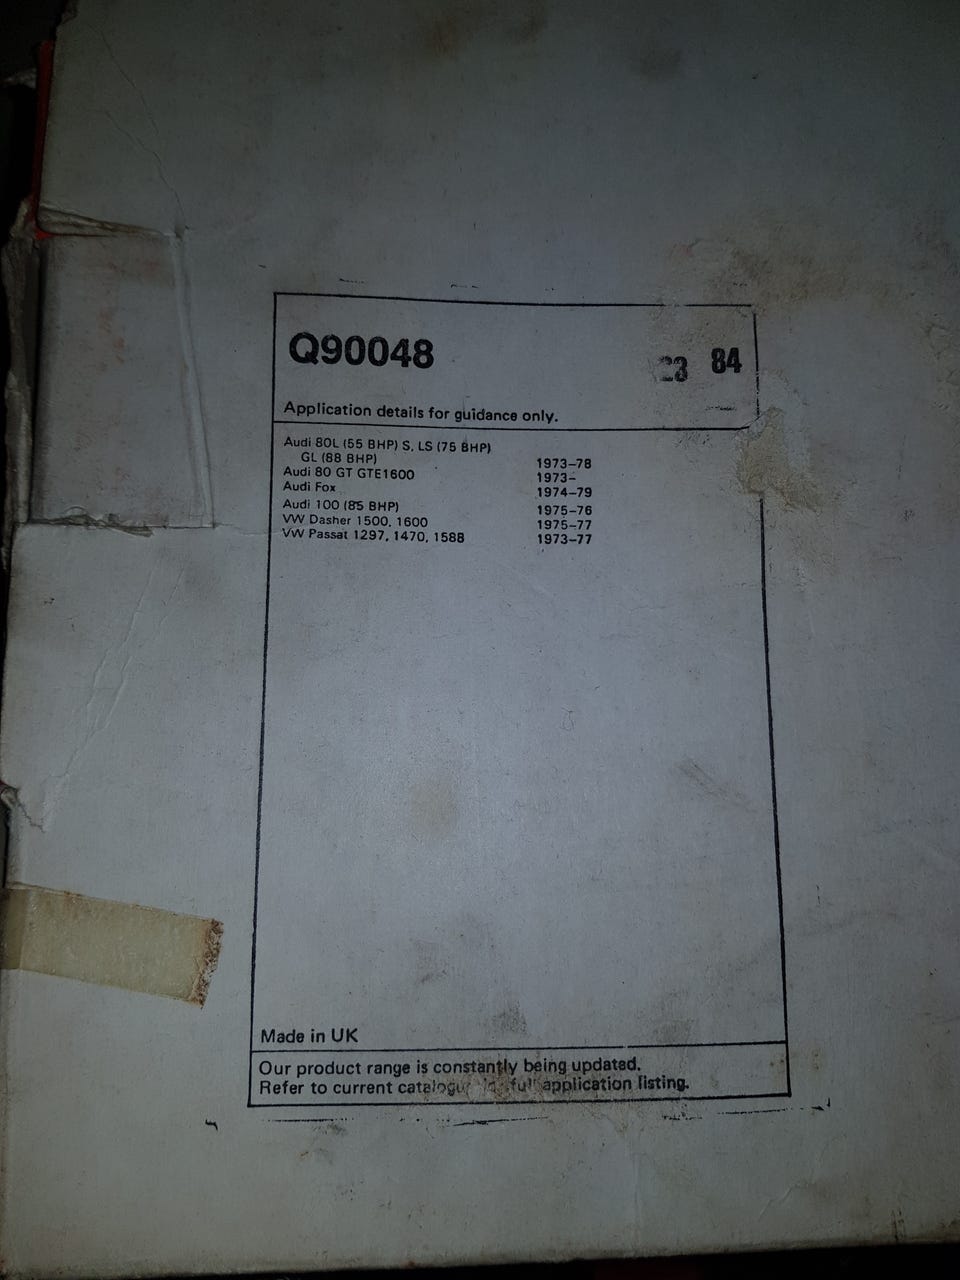 Q90048
84
Application details for guidance only.
Audi 80L (55 BHP) S, LS (75 BHP)
GL (88 BHP) 1973–78
Audi 80 GT GTE1600 1973–
Audi Fox 1974–79
Audi 100 (85 BHP) 1975–76
VW Dasher 1500, 1600 1975–77
VW Passat 1297, 1470, 1588 1973–77
Made in UK
Our product range is constantly being updated.
Refer to current full application listing.